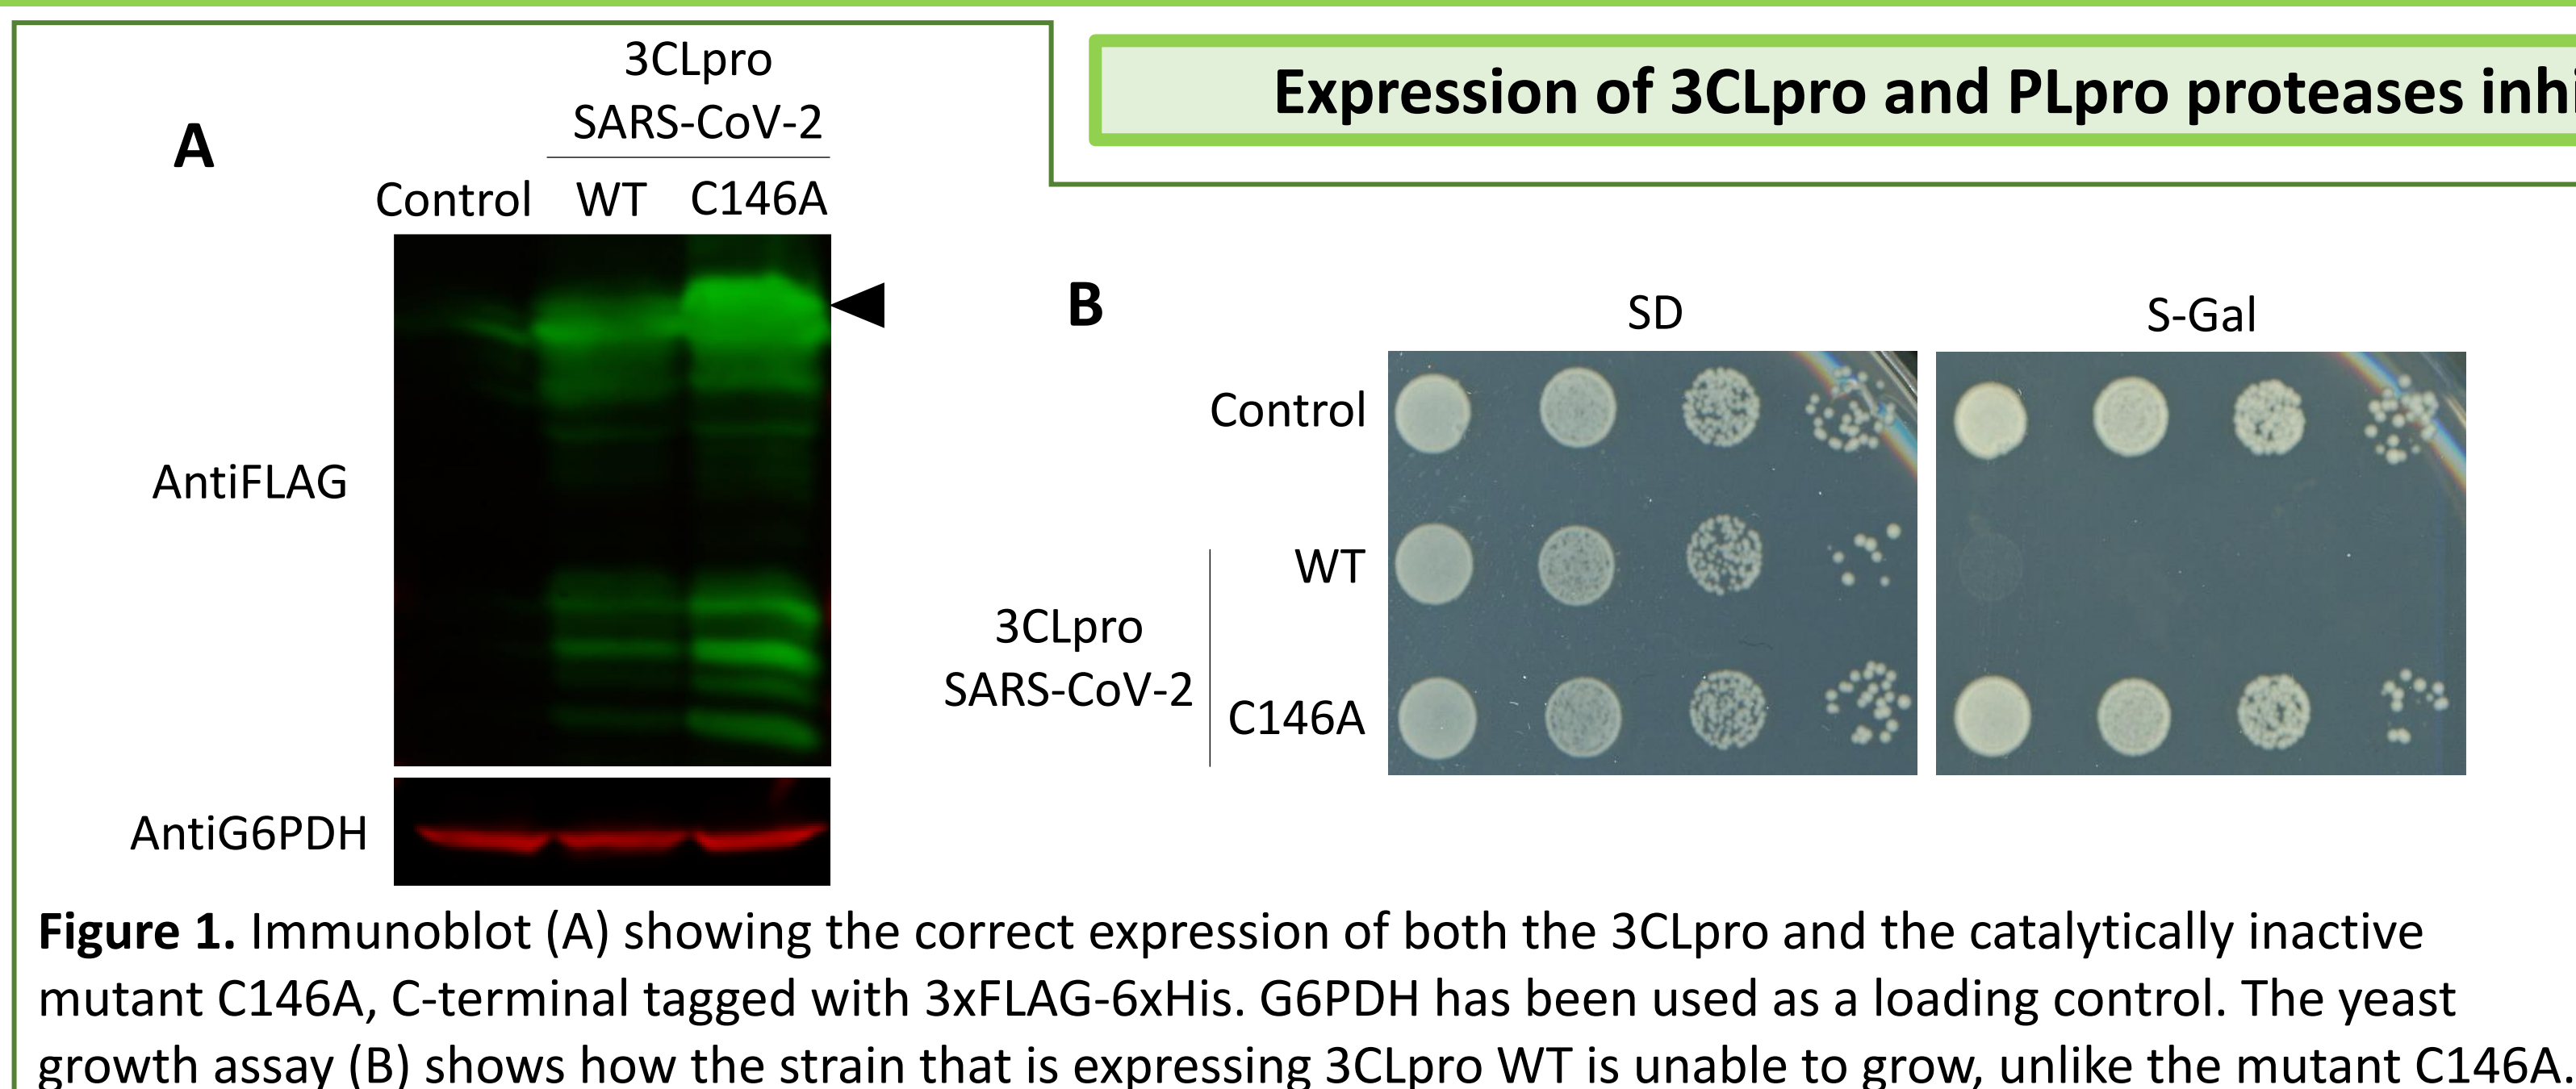 Expression of 3CLpro and PLpro proteases inhi
A
3CLpro
SARS-CoV-2
Control WT C146A
AntiFLAG
AntiG6PDH
B
SD S-Gal
Control
WT
3CLpro
SARS-CoV-2
C146A
Figure 1. Immunoblot (A) showing the correct expression of both the 3CLpro and the catalytically inactive
mutant C146A, C-terminal tagged with 3xFLAG-6xHis. G6PDH has been used as a loading control. The yeast
growth assay (B) shows how the strain that is expressing 3CLpro WT is unable to grow, unlike the mutant C146A.